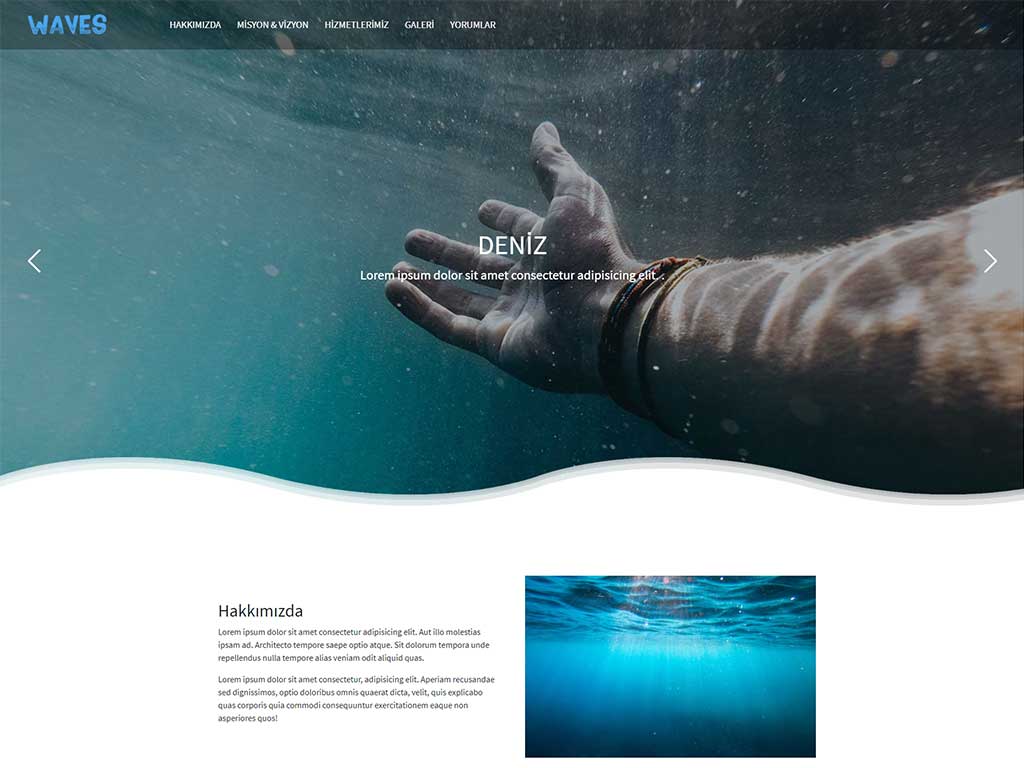 WAVES HAKKIMIZDA MİSYON & VİZYON HİZMETLERİMİZ GALERİ YORUMLAR
DENİZ
Lorem ipsum dolor sit amet consectetur adipisicing elit. .
Hakkımızda
Lorem ipsum dolor sit amet consectetur adipisicing elit. Aut illo molestias
ipsam ad. Architecto tempore saepe optio atque. Sit dolorum tempora unde
repellendus nulla tempore alias veniam odit aliquid quas.
Lorem ipsum dolor sit amet consectetur, adipisicing elit. Aperiam recusandae
sed dignissimos, optio doloribus omnis quaerat dicta, velit, quis explicabo
quas corporis quia commodi consequuntur exercitationem eaque non
asperiores quos!